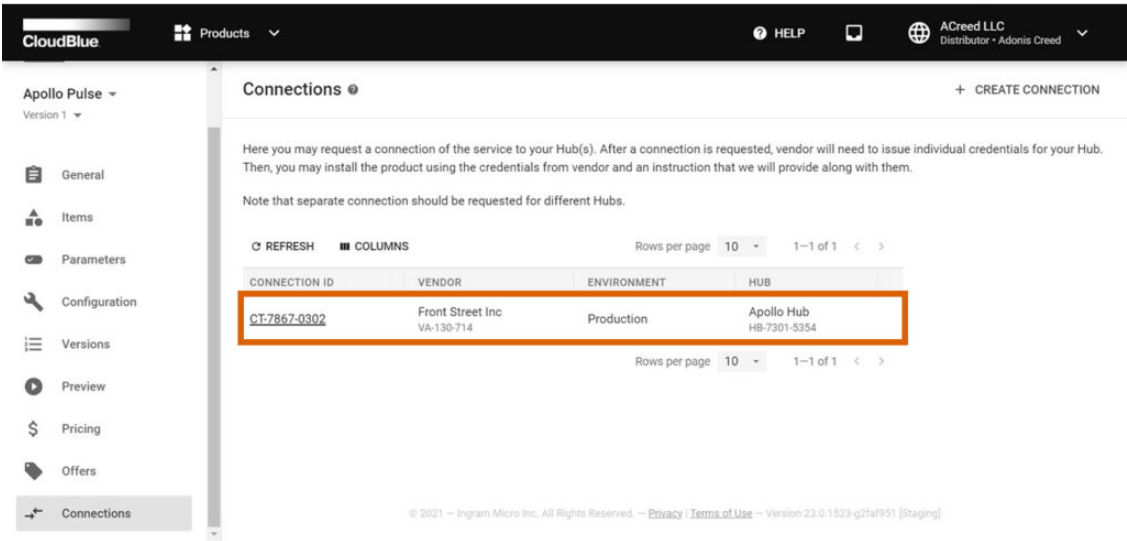 CloudBlue.
Products
HELP
ACreed LLC
Distributor • Adonis Creed
Apollo Pulse
Version 1
General
Items
Parameters
Configuration
Versions
Preview
Pricing
Offers
Connections
Connections
+ CREATE CONNECTION
Here you may request a connection of the service to your Hub(s). After a connection is requested, vendor will need to issue individual credentials for your Hub.
Then, you may install the product using the credentials from vendor and an instruction that we will provide along with them.
Note that separate connection should be requested for different Hubs.
REFRESH COLUMNS Rows per page 10 1—1 of 1 < >
CONNECTION ID VENDOR ENVIRONMENT HUB
CT-7867-0302 Front Street Inc Production Apollo Hub
VA-130-714 HB-7301-5354
Rows per page 10 1—1 of 1 < >
© 2021 — Ingram Micro Inc. All Rights Reserved. — Privacy | Terms of Use — Version 23.0.1523-g2faf951 [Staging]